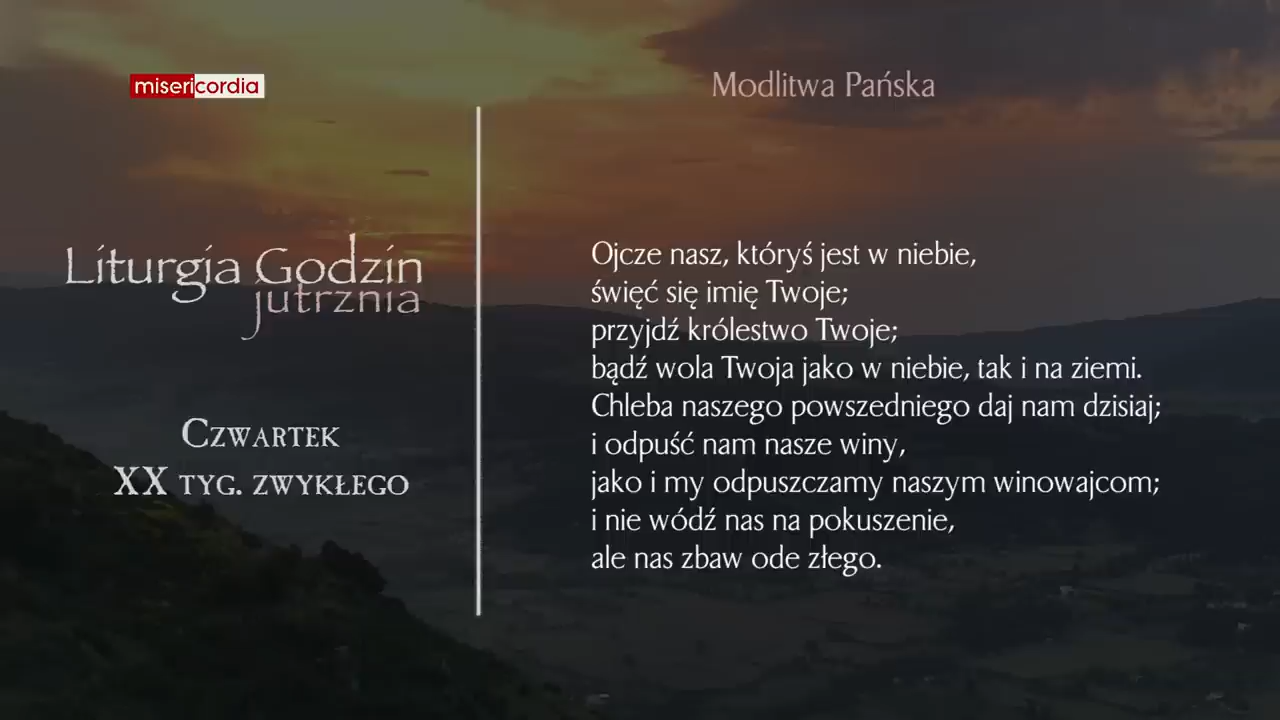 misericordia
Liturgia Godzin
jutrznia
Czwartek
XX tyg. zwykłego
Modlitwa Pańska
Ojcze nasz, któryś jest w niebie,
święć się imię Twoje;
przyjdź królestwo Twoje;
bądź wola Twoja jako w niebie, tak i na ziemi.
Chleba naszego powszedniego daj nam dzisiaj;
i odpuść nam nasze winy,
jako i my odpuszczamy naszym winowajcom;
i nie wódź nas na pokuszenie,
ale nas zbaw ode złego.